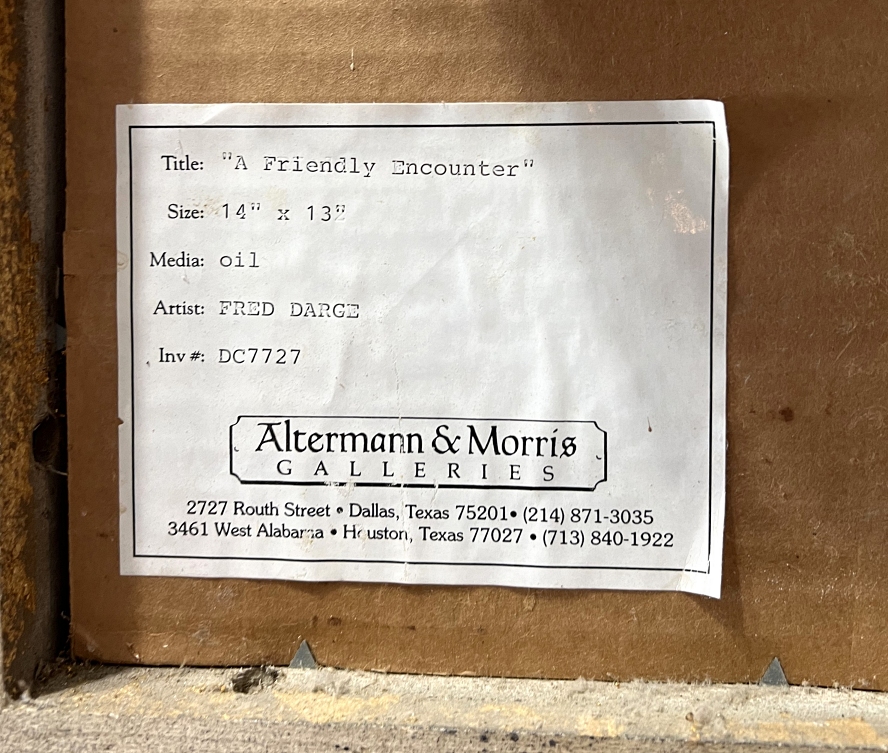 Title: "A Friendly Encounter"
Size: 14" x 13"
Media: oil
Artist: FRED DARGE
Inv #: DC7727
Altermann & Morris
GALLERIES
2727 Routh Street • Dallas, Texas 75201• (214) 871-3035
3461 West Alabama • Houston, Texas 77027 • (713) 840-1922